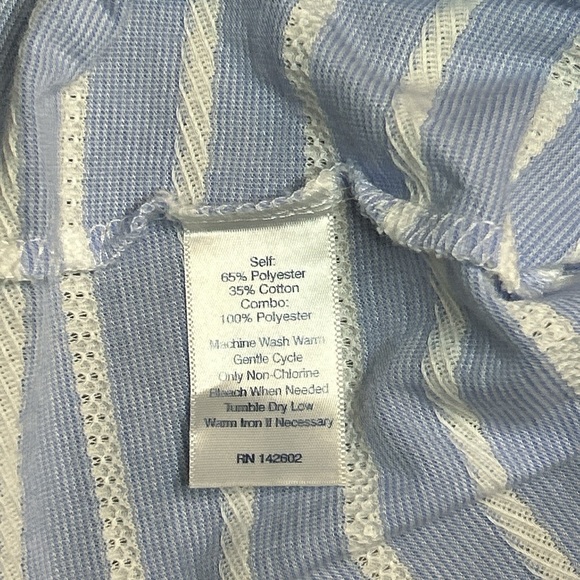 Self:
65% Polyester
35% Cotton
Combo:
100% Polyester
Machine Wash Warm
Gentle Cycle
Only Non-Chlorine
Bleach When Needed
Tumble Dry Low
Warm Iron If Necessary
RN 142602